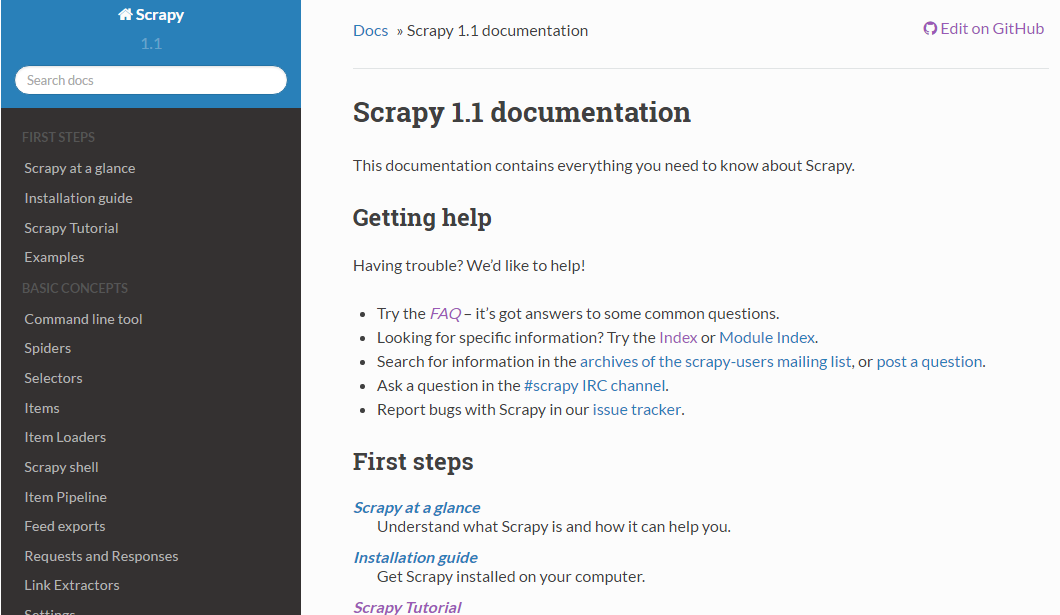 Scrapy
1.1
Search docs
FIRST STEPS
Scrapy at a glance
Installation guide
Scrapy Tutorial
Examples
BASIC CONCEPTS
Command line tool
Spiders
Selectors
Items
Item Loaders
Scrapy shell
Item Pipeline
Feed exports
Requests and Responses
Link Extractors
Settings
Docs » Scrapy 1.1 documentation
Edit on GitHub
Scrapy 1.1 documentation
This documentation contains everything you need to know about Scrapy.
Getting help
Having trouble? We’d like to help!
• Try the FAQ – it’s got answers to some common questions.
• Looking for specific information? Try the Index or Module Index.
• Search for information in the archives of the scrapy-users mailing list, or post a question.
• Ask a question in the #scrapy IRC channel.
• Report bugs with Scrapy in our issue tracker.
First steps
Scrapy at a glance
Understand what Scrapy is and how it can help you.
Installation guide
Get Scrapy installed on your computer.
Scrapy Tutorial